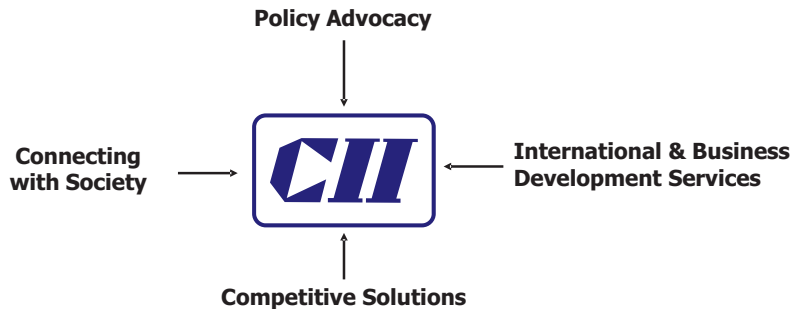 Policy Advocacy
Connecting
with Society
CII
International & Business
Development Services
Competitive Solutions